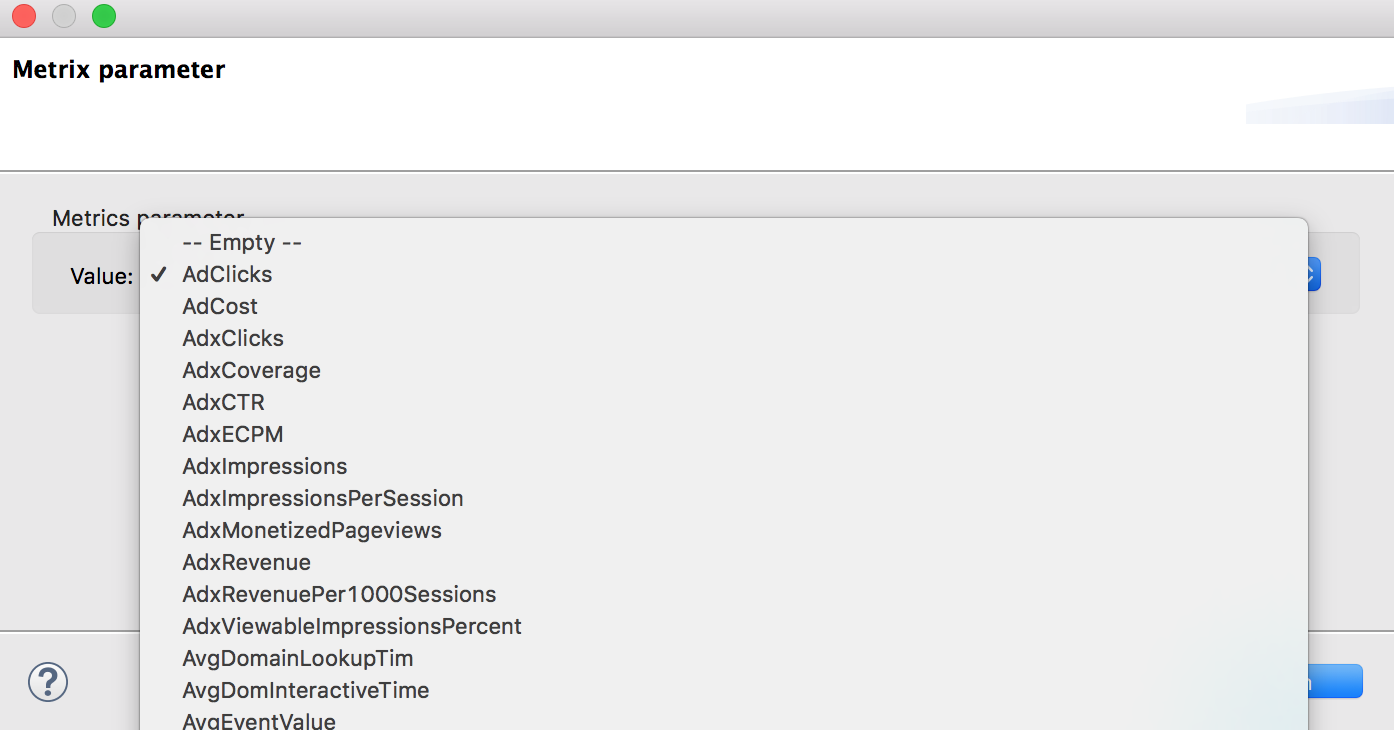 Metrix parameter
Metrics parameter
Value:
-- Empty --
✓ AdClicks
AdCost
AdxClicks
AdxCoverage
AdxCTR
AdxECPM
AdxImpressions
AdxImpressionsPerSession
AdxMonetizedPageviews
AdxRevenue
AdxRevenuePer1000Sessions
AdxViewableImpressionsPercent
AvgDomainLookupTim
AvgDomInteractiveTime
AvgEventValue
?